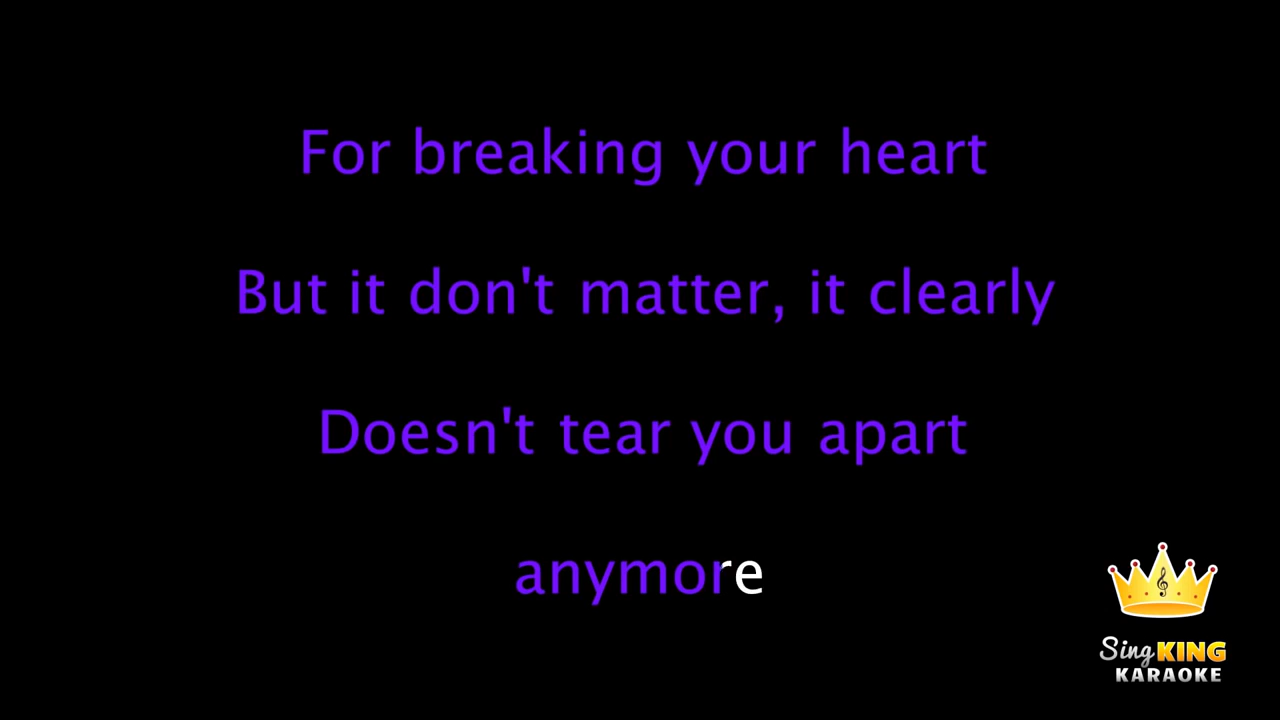 For breaking your heart
But it don't matter, it clearly
Doesn't tear you apart
anymore
Sing KING
KARAOKE